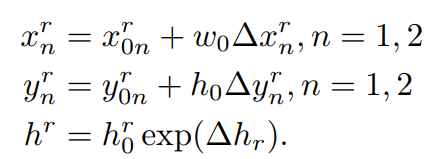 $x_n^r = x_{0n}^r + w_0 \Delta x_n^r, n = 1, 2$
$y_n^r = y_{0n}^r + h_0 \Delta y_n^r, n = 1, 2$
$h^r = h_0^r \exp(\Delta h_r).$